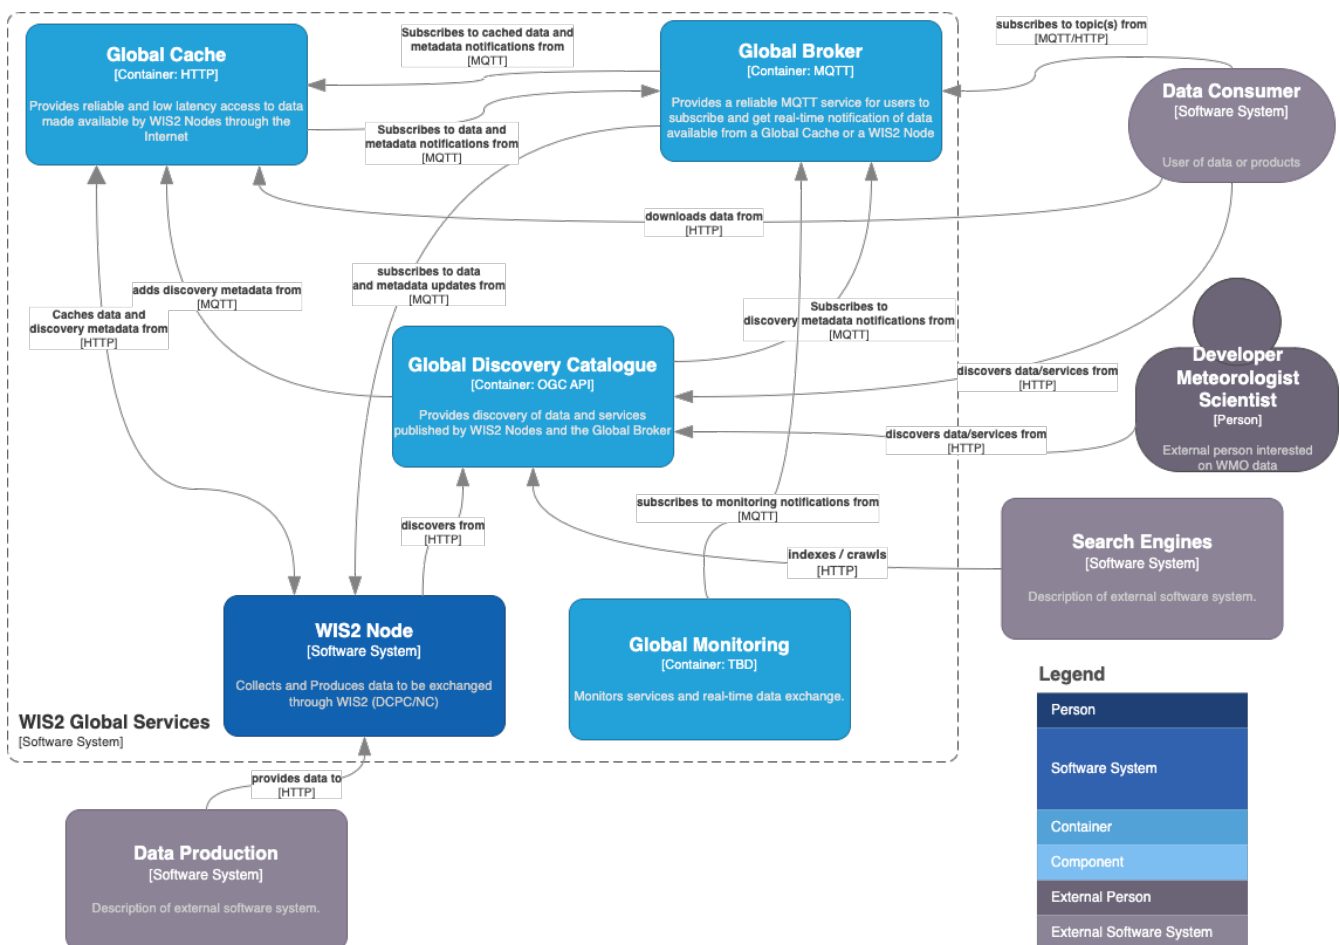 Global Cache
[Container: HTTP]
Provides reliable and low latency access to data
made available by WIS2 Nodes through the
Internet
Subscribes to cached data and
metadata notifications from
[MQTT]
Global Broker
[Container: MQTT]
Provides a reliable MQTT service for users to
subscribe and get real-time notification of data
available from a Global Cache or a WIS2 Node
subscribes to topic(s) from
[MQTT/HTTP]
Data Consumer
[Software System]
User of data or products
Subscribes to data and
metadata notifications from
[MQTT]
downloads data from
[HTTP]
subscribes to data
and metadata updates from
[MQTT]
adds discovery metadata from
[MQTT]
Caches data and
discovery metadata from
[HTTP]
Subscribes to
discovery metadata notifications from
[MQTT]
Global Discovery Catalogue
[Container: OGC API]
Provides discovery of data and services
published by WIS2 Nodes and the Global Broker
discovers data/services from
[HTTP]
Developer
Meteorologist
Scientist
[Person]
External person interested
on WMO data
discovers data/services from
[HTTP]
subscribes to monitoring notifications from
[MQTT]
discovers from
[HTTP]
indexes / crawls
[HTTP]
Search Engines
[Software System]
Description of external software system.
WIS2 Node
[Software System]
Collects and Produces data to be exchanged
through WIS2 (DCPC/NC)
Global Monitoring
[Container: TBD]
Monitors services and real-time data exchange.
WIS2 Global Services
[Software System]
provides data to
[HTTP]
Data Production
[Software System]
Description of external software system.
Legend
Person
Software System
Container
Component
External Person
External Software System